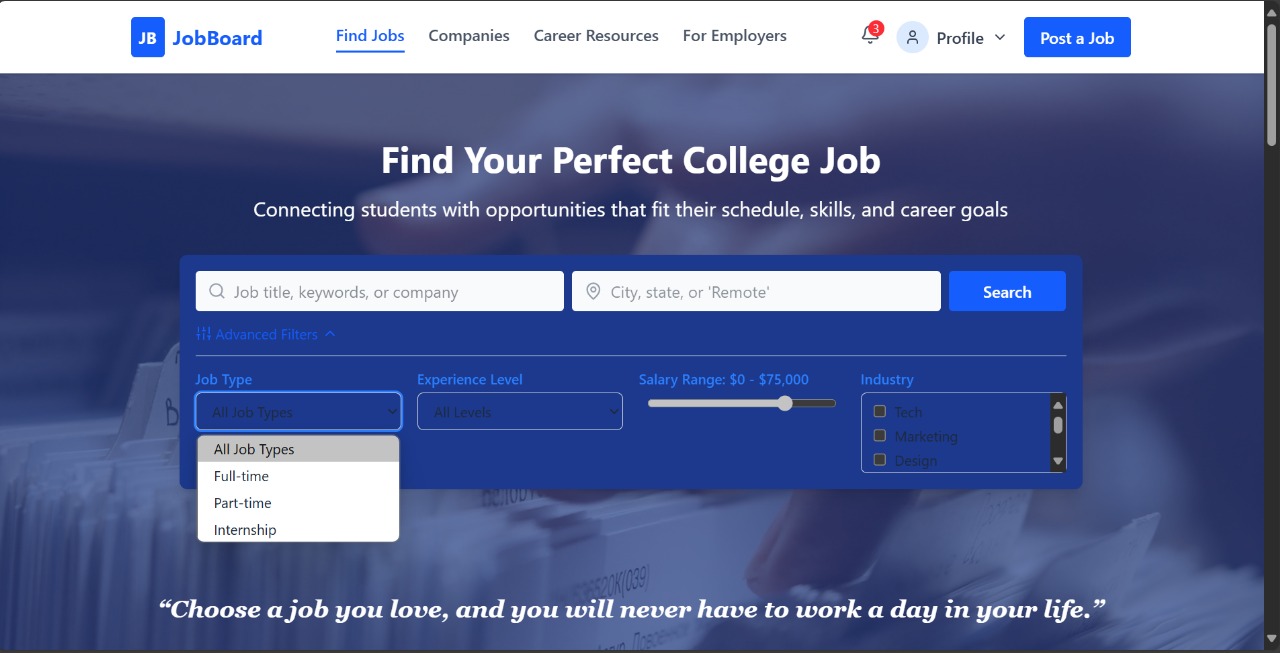 JB JobBoard Find Jobs Companies Career Resources For Employers 3 Profile Post a Job
Find Your Perfect College Job
Connecting students with opportunities that fit their schedule, skills, and career goals
Job title, keywords, or company City, state, or 'Remote' Search
Advanced Filters
Job Type Experience Level Salary Range: $0 - $75,000 Industry
All Job Types All Levels Tech
Marketing
Design
All Job Types
Full-time
Part-time
Internship
“Choose a job you love, and you will never have to work a day in your life.”